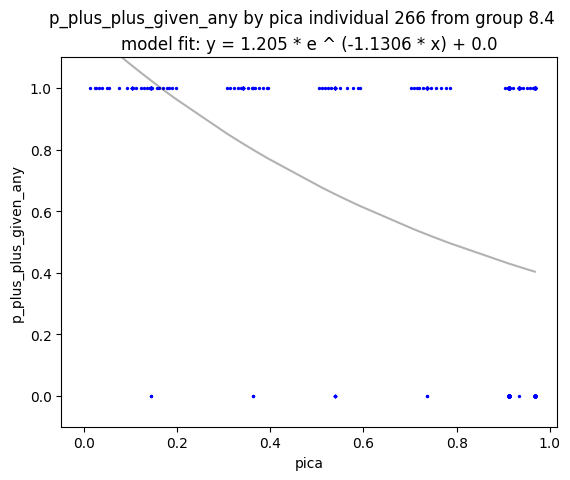 p_plus_plus_given_any by pica individual 266 from group 8.4
model fit: y = 1.205 * e ^ (-1.1306 * x) + 0.0
1.0
0.8
0.6
0.4
0.2
0.0
p_plus_plus_given_any
0.0 0.2 0.4 0.6 0.8 1.0
pica